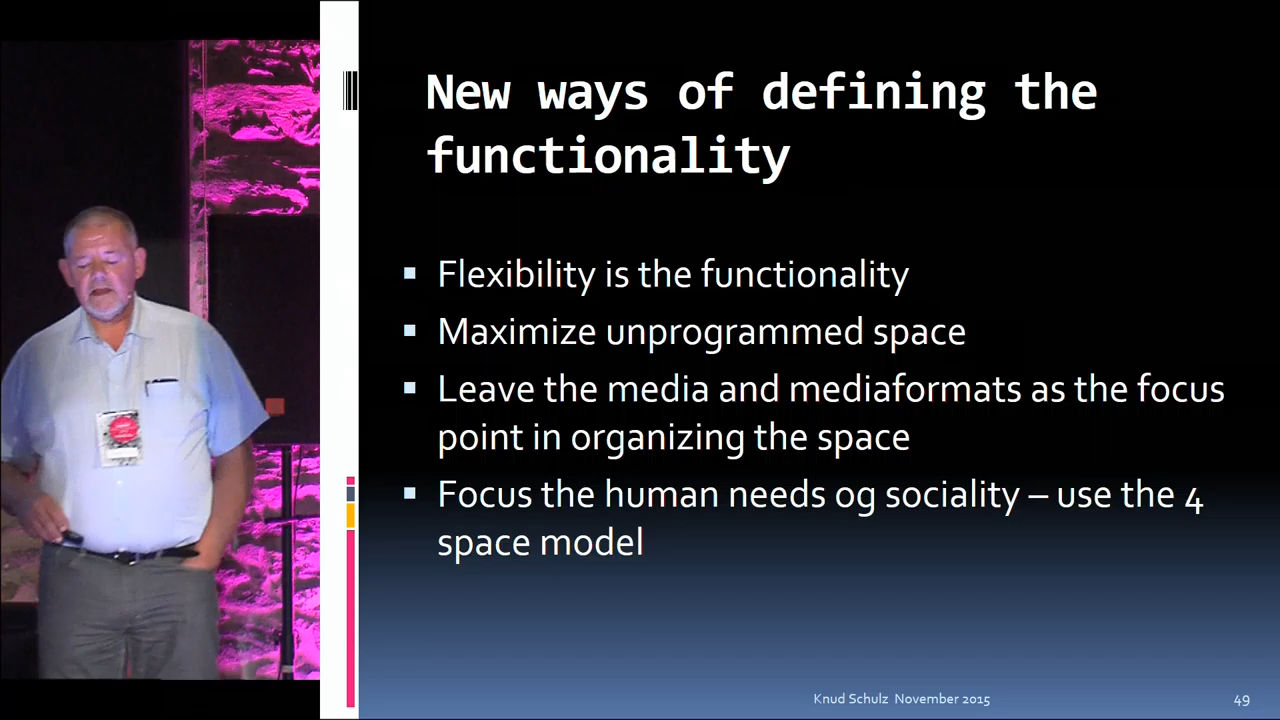 New ways of defining the
functionality
Flexibility is the functionality
Maximize unprogrammed space
Leave the media and mediaformats as the focus
point in organizing the space
Focus the human needs og sociality – use the 4
space model
Knud Schulz November 2015
49